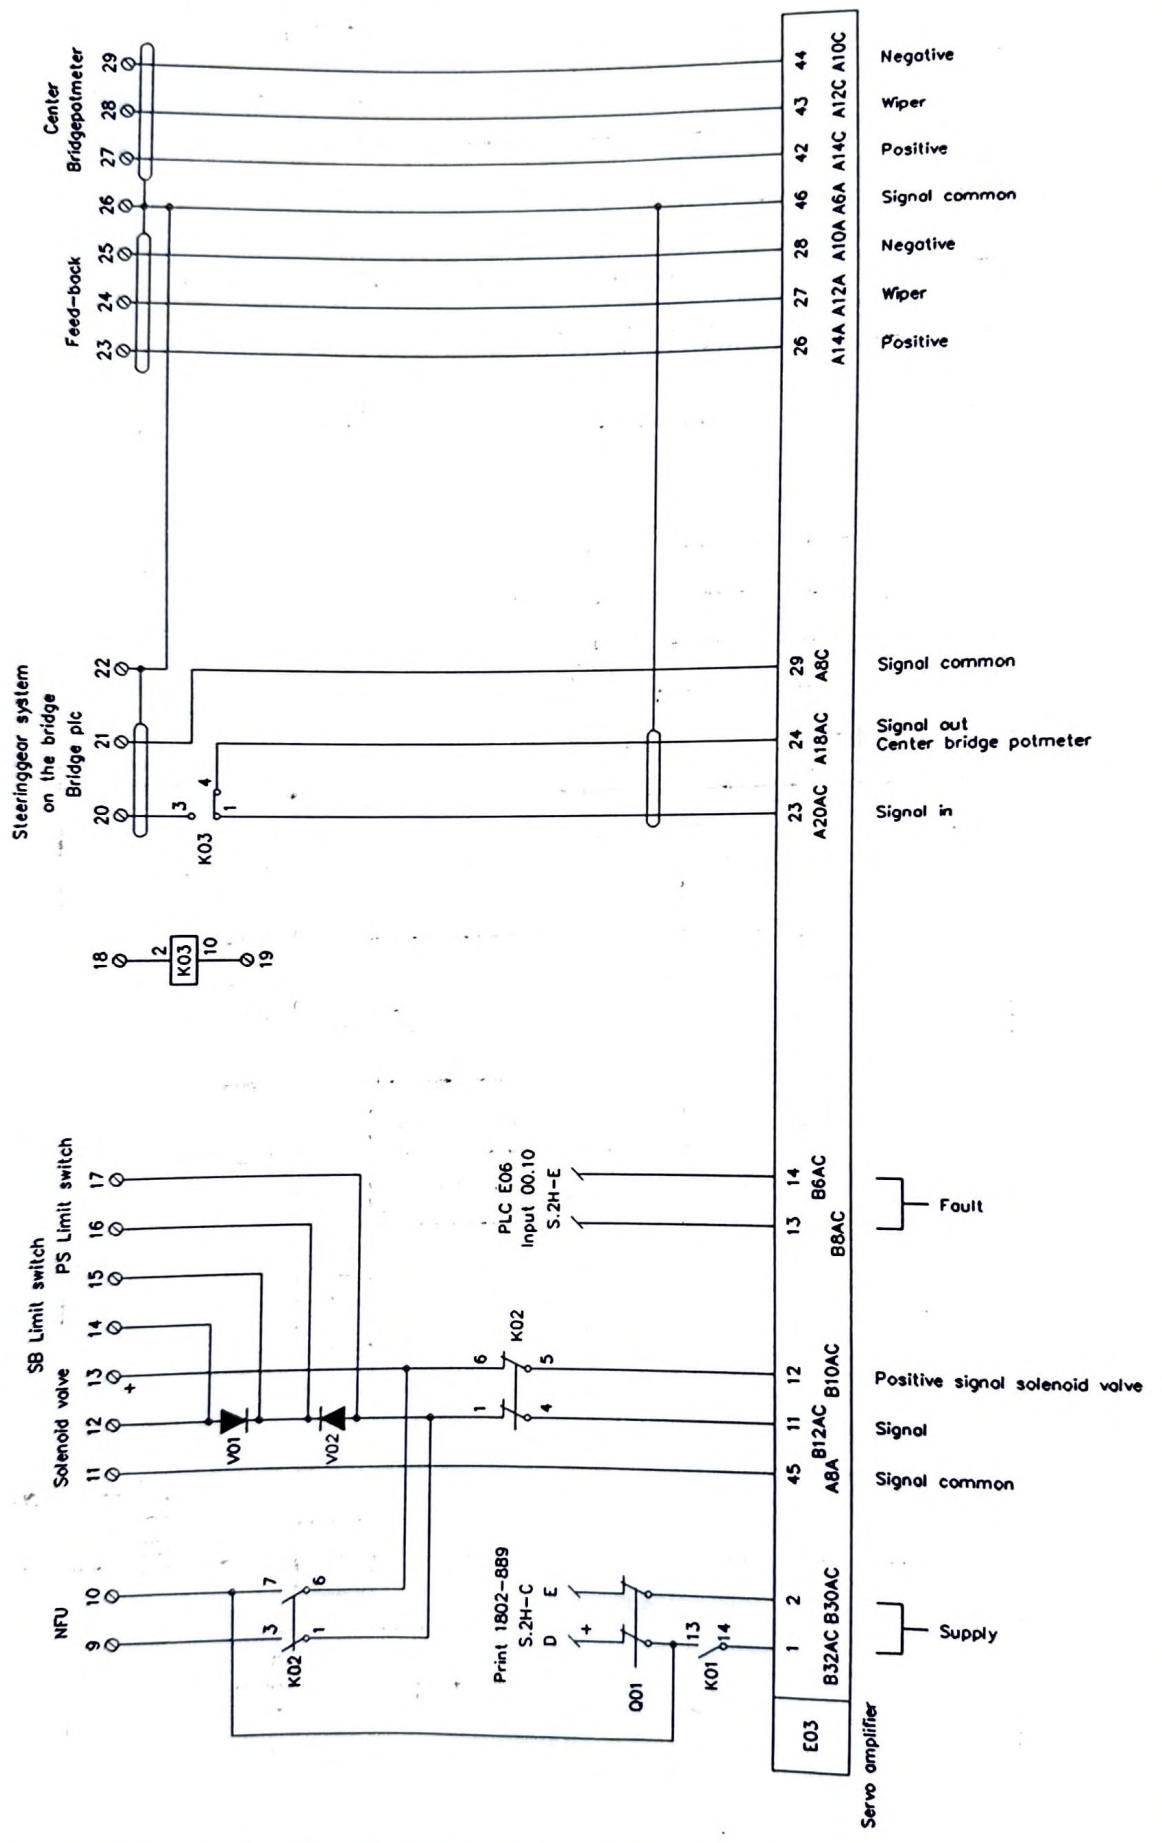 NFU
9
10
Solenoid valve
11
12
13
+
SB Limit switch
14
15
PS Limit switch
16
17
18
2
K03
10
19
Steeringgear system
on the bridge
Bridge plc
20
21
22
Feed-back
23
24
25
26
Center
Bridgepotmeter
27
28
29
3
7
K02
1
6
V01
V02
3
4
1
K03
Print 1802-889
S.2H-C
D
E
+
Q01
13
K01
14
1
6
K02
4
5
PLC E06
Input 00.10
S.2H-E
E03
1
2
45
11
12
13
14
23
24
29
26
27
28
46
42
43
44
B32AC
B30AC
A8A
B12AC
B10AC
B8AC
B6AC
A20AC
A18AC
A8C
A14A
A12A
A10A
A6A
A14C
A12C
A10C
Servo amplifier
Supply
Signal common
Signal
Positive signal solenoid valve
Fault
Signal in
Signal out
Center bridge potmeter
Signal common
Positive
Wiper
Negative
Signal common
Positive
Wiper
Negative